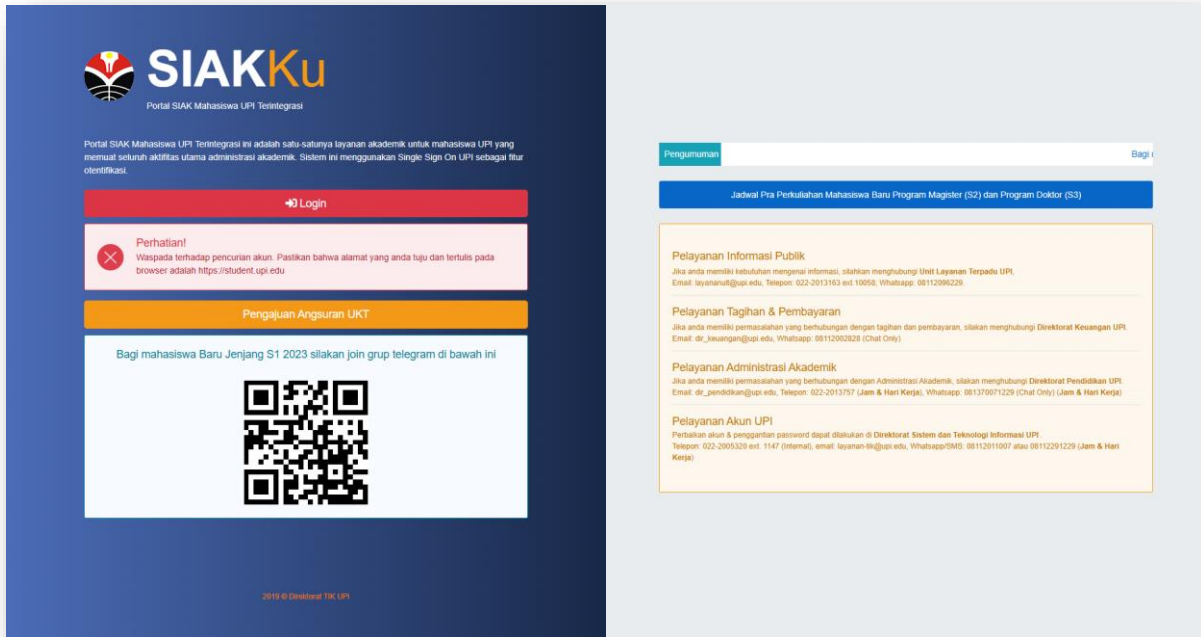 SIAKKu
Portal SIAK Mahasiswa UPI Terintegrasi
Portal SIAK Mahasiswa UPI Terintegrasi ini adalah satu-satunya layanan akademik untuk mahasiswa UPI yang
memuat seluruh aktifitas utama administrasi akademik. Sistem ini menggunakan Single Sign On UPI sebagai fitur
otentifikasi.
Login
Perhatian!
Waspada terhadap pencurian akun. Pastikan bahwa alamat yang anda tuju dan tertulis pada
browser adalah https://student.upi.edu
Pengajuan Angsuran UKT
Bagi mahasiswa Baru Jenjang S1 2023 silakan join grup telegram di bawah ini
2019 © Direktorat TIK UPI
Pengumuman
Bagi
Jadwal Pra Perkuliahan Mahasiswa Baru Program Magister (S2) dan Program Doktor (S3)
Pelayanan Informasi Publik
Jika anda memiliki kebutuhan mengenai informasi, silahkan menghubungi Unit Layanan Terpadu UPI,
Email: layananult@upi.edu, Telepon: 022-2013163 ext.10058, Whatsapp: 08112096229.
Pelayanan Tagihan & Pembayaran
Jika anda memiliki permasalahan yang berhubungan dengan tagihan dan pembayaran, silakan menghubungi Direktorat Keuangan UPI.
Email: dir_keuangan@upi.edu, Whatsapp: 08112002828 (Chat Only)
Pelayanan Administrasi Akademik
Jika anda memiliki permasalahan yang berhubungan dengan Administrasi Akademik, silakan menghubungi Direktorat Pendidikan UPI.
Email: dir_pendidikan@upi.edu, Telepon: 022-2013757 (Jam & Hari Kerja), Whatsapp: 081370071229 (Chat Only) (Jam & Hari Kerja)
Pelayanan Akun UPI
Perbaikan akun & penggantian password dapat dilakukan di Direktorat Sistem dan Teknologi Informasi UPI .
Telepon: 022-2005320 ext. 1147 (Internal), email: layanan-tik@upi.edu, Whatsapp/SMS: 08112011007 atau 08112291229 (Jam & Hari
Kerja)